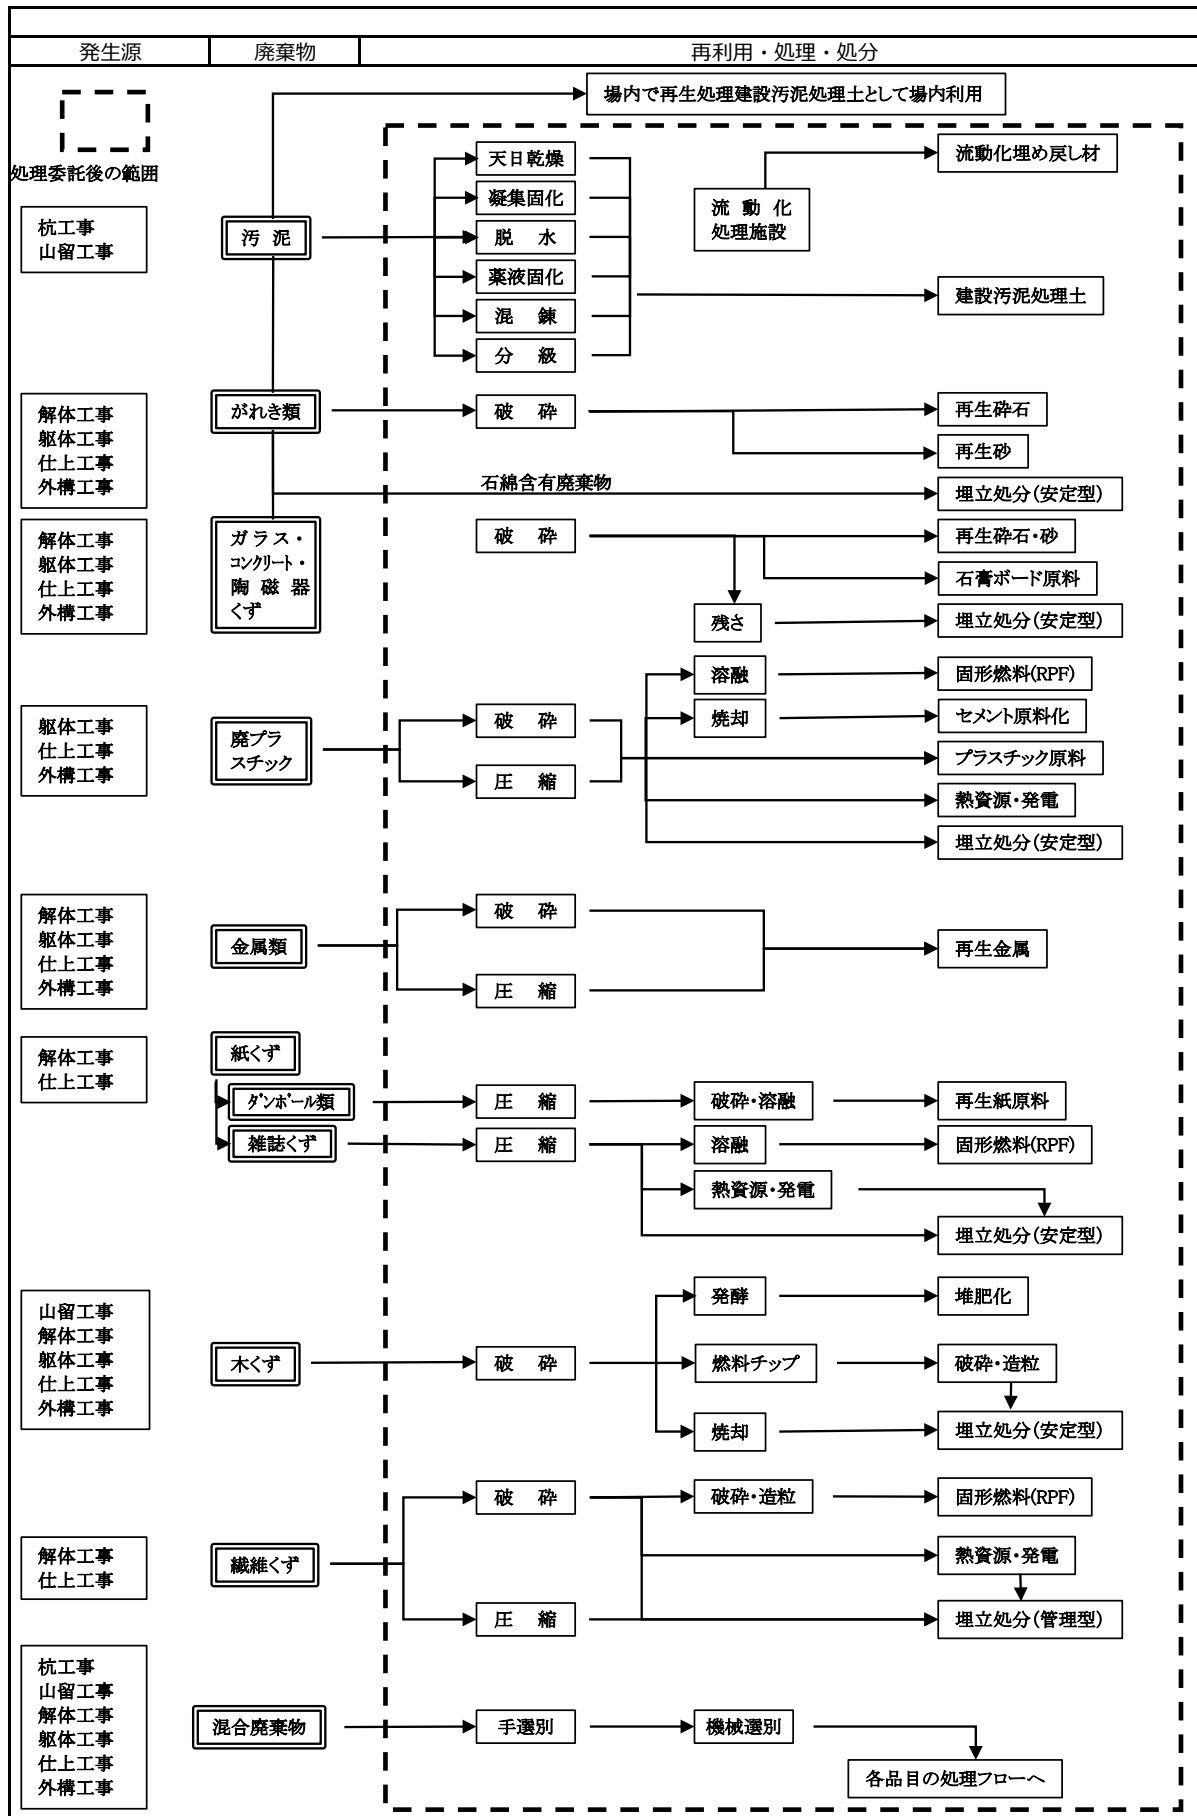 発生源 廃棄物 再利用・処理・処分
場内で再生処理建設汚泥処理土として場内利用
処理委託後の範囲
杭工事
山留工事
汚 泥
天日乾燥
凝集固化
脱 水
薬液固化
混 錬
分 級
流 動 化
処理施設
流動化埋め戻し材
建設汚泥処理土
解体工事
躯体工事
仕上工事
外構工事
がれき類
破 砕
再生砕石
再生砂
石綿含有廃棄物
埋立処分(安定型)
解体工事
躯体工事
仕上工事
外構工事
ガラス・
コンクリート・
陶 磁 器
くず
破 砕
再生砕石・砂
石膏ボード原料
残さ
埋立処分(安定型)
躯体工事
仕上工事
外構工事
廃プラ
スチック
破 砕
圧 縮
溶融
焼却
固形燃料(RPF)
セメント原料化
プラスチック原料
熱資源・発電
埋立処分(安定型)
解体工事
躯体工事
仕上工事
外構工事
金属類
破 砕
圧 縮
再生金属
解体工事
仕上工事
紙くず
ダンボール類
圧 縮
破砕・溶融
再生紙原料
雑誌くず
圧 縮
溶融
固形燃料(RPF)
熱資源・発電
埋立処分(安定型)
山留工事
解体工事
躯体工事
仕上工事
外構工事
木くず
破 砕
発酵
堆肥化
燃料チップ
破砕・造粒
焼却
埋立処分(安定型)
解体工事
仕上工事
繊維くず
破 砕
破砕・造粒
固形燃料(RPF)
熱資源・発電
圧 縮
埋立処分(管理型)
杭工事
山留工事
解体工事
躯体工事
仕上工事
外構工事
混合廃棄物
手選別
機械選別
各品目の処理フローへ